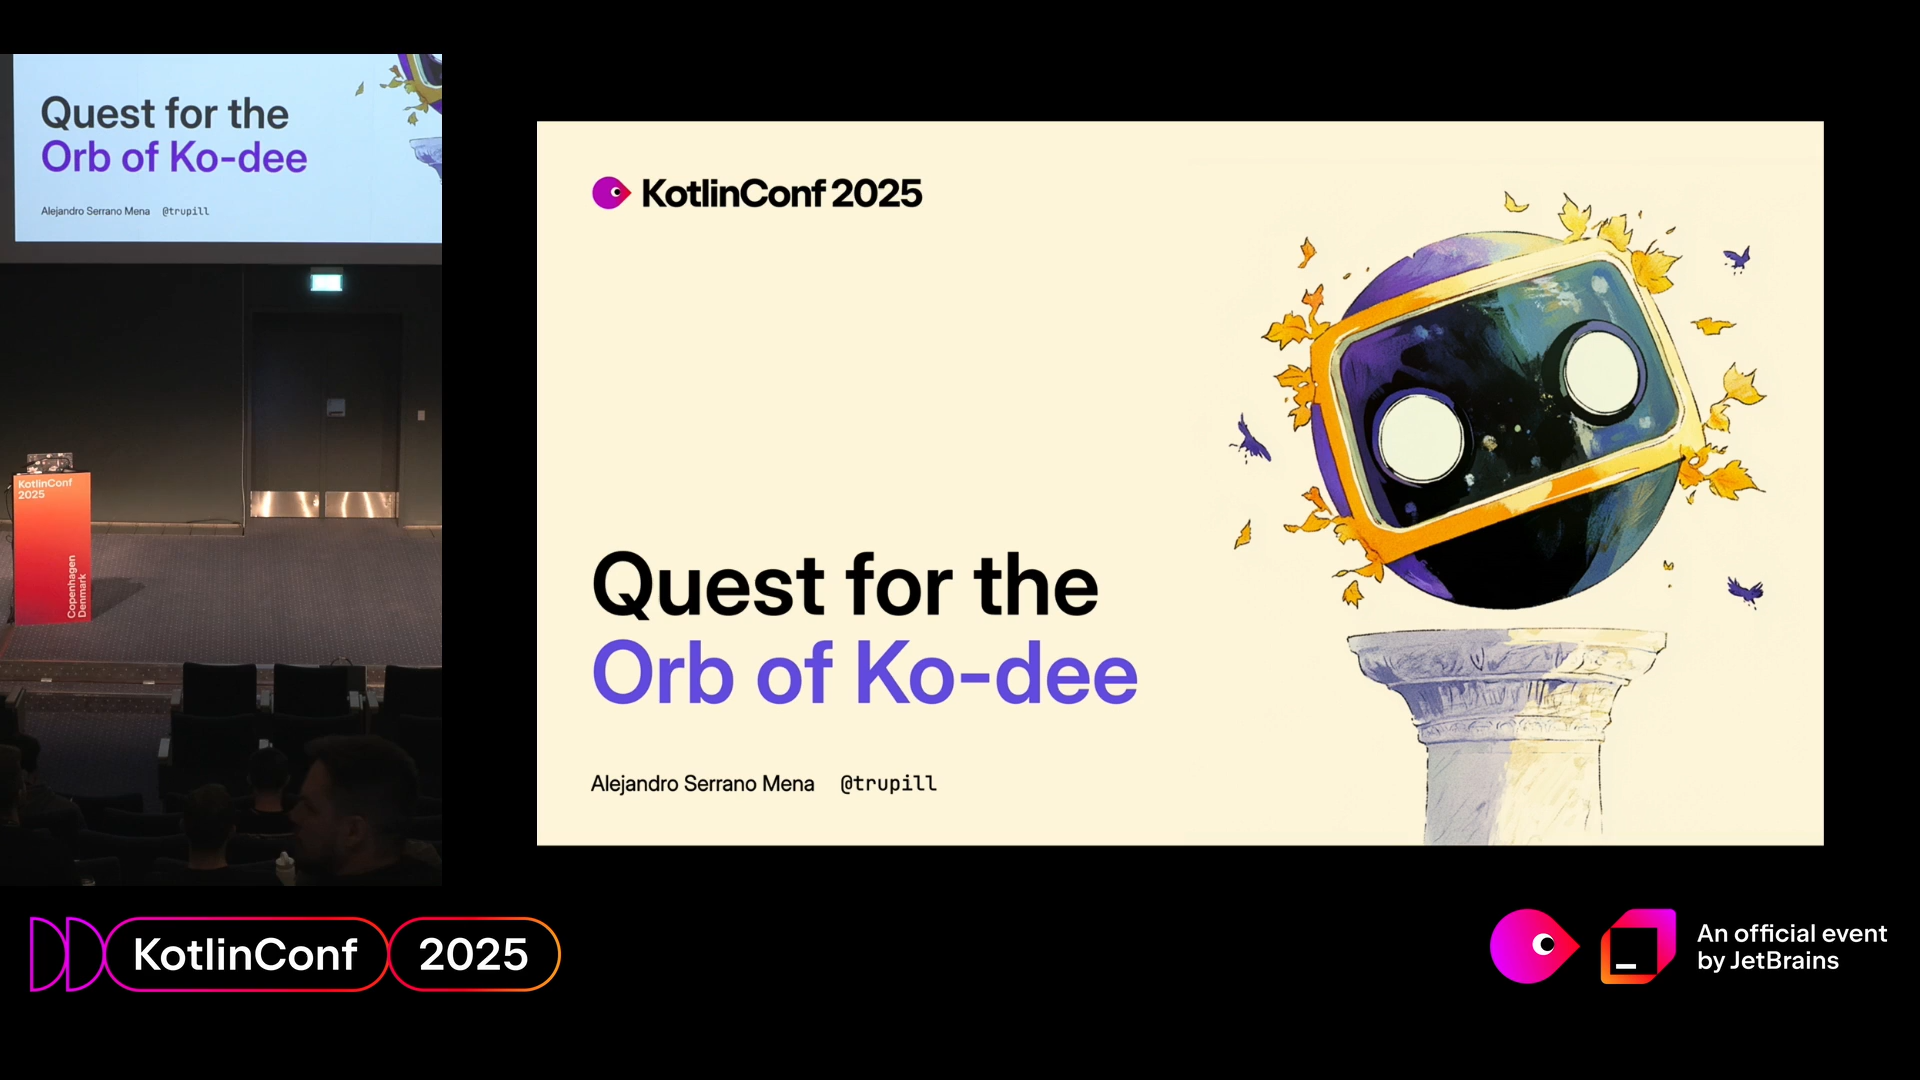 Quest for the
Orb of Ko-dee
Alejandro Serrano Mena @trupill
KotlinConf
2025
Copenhagen
Denmark
KotlinConf 2025
Quest for the
Orb of Ko-dee
Alejandro Serrano Mena @trupill
KotlinConf 2025
An official event
by JetBrains